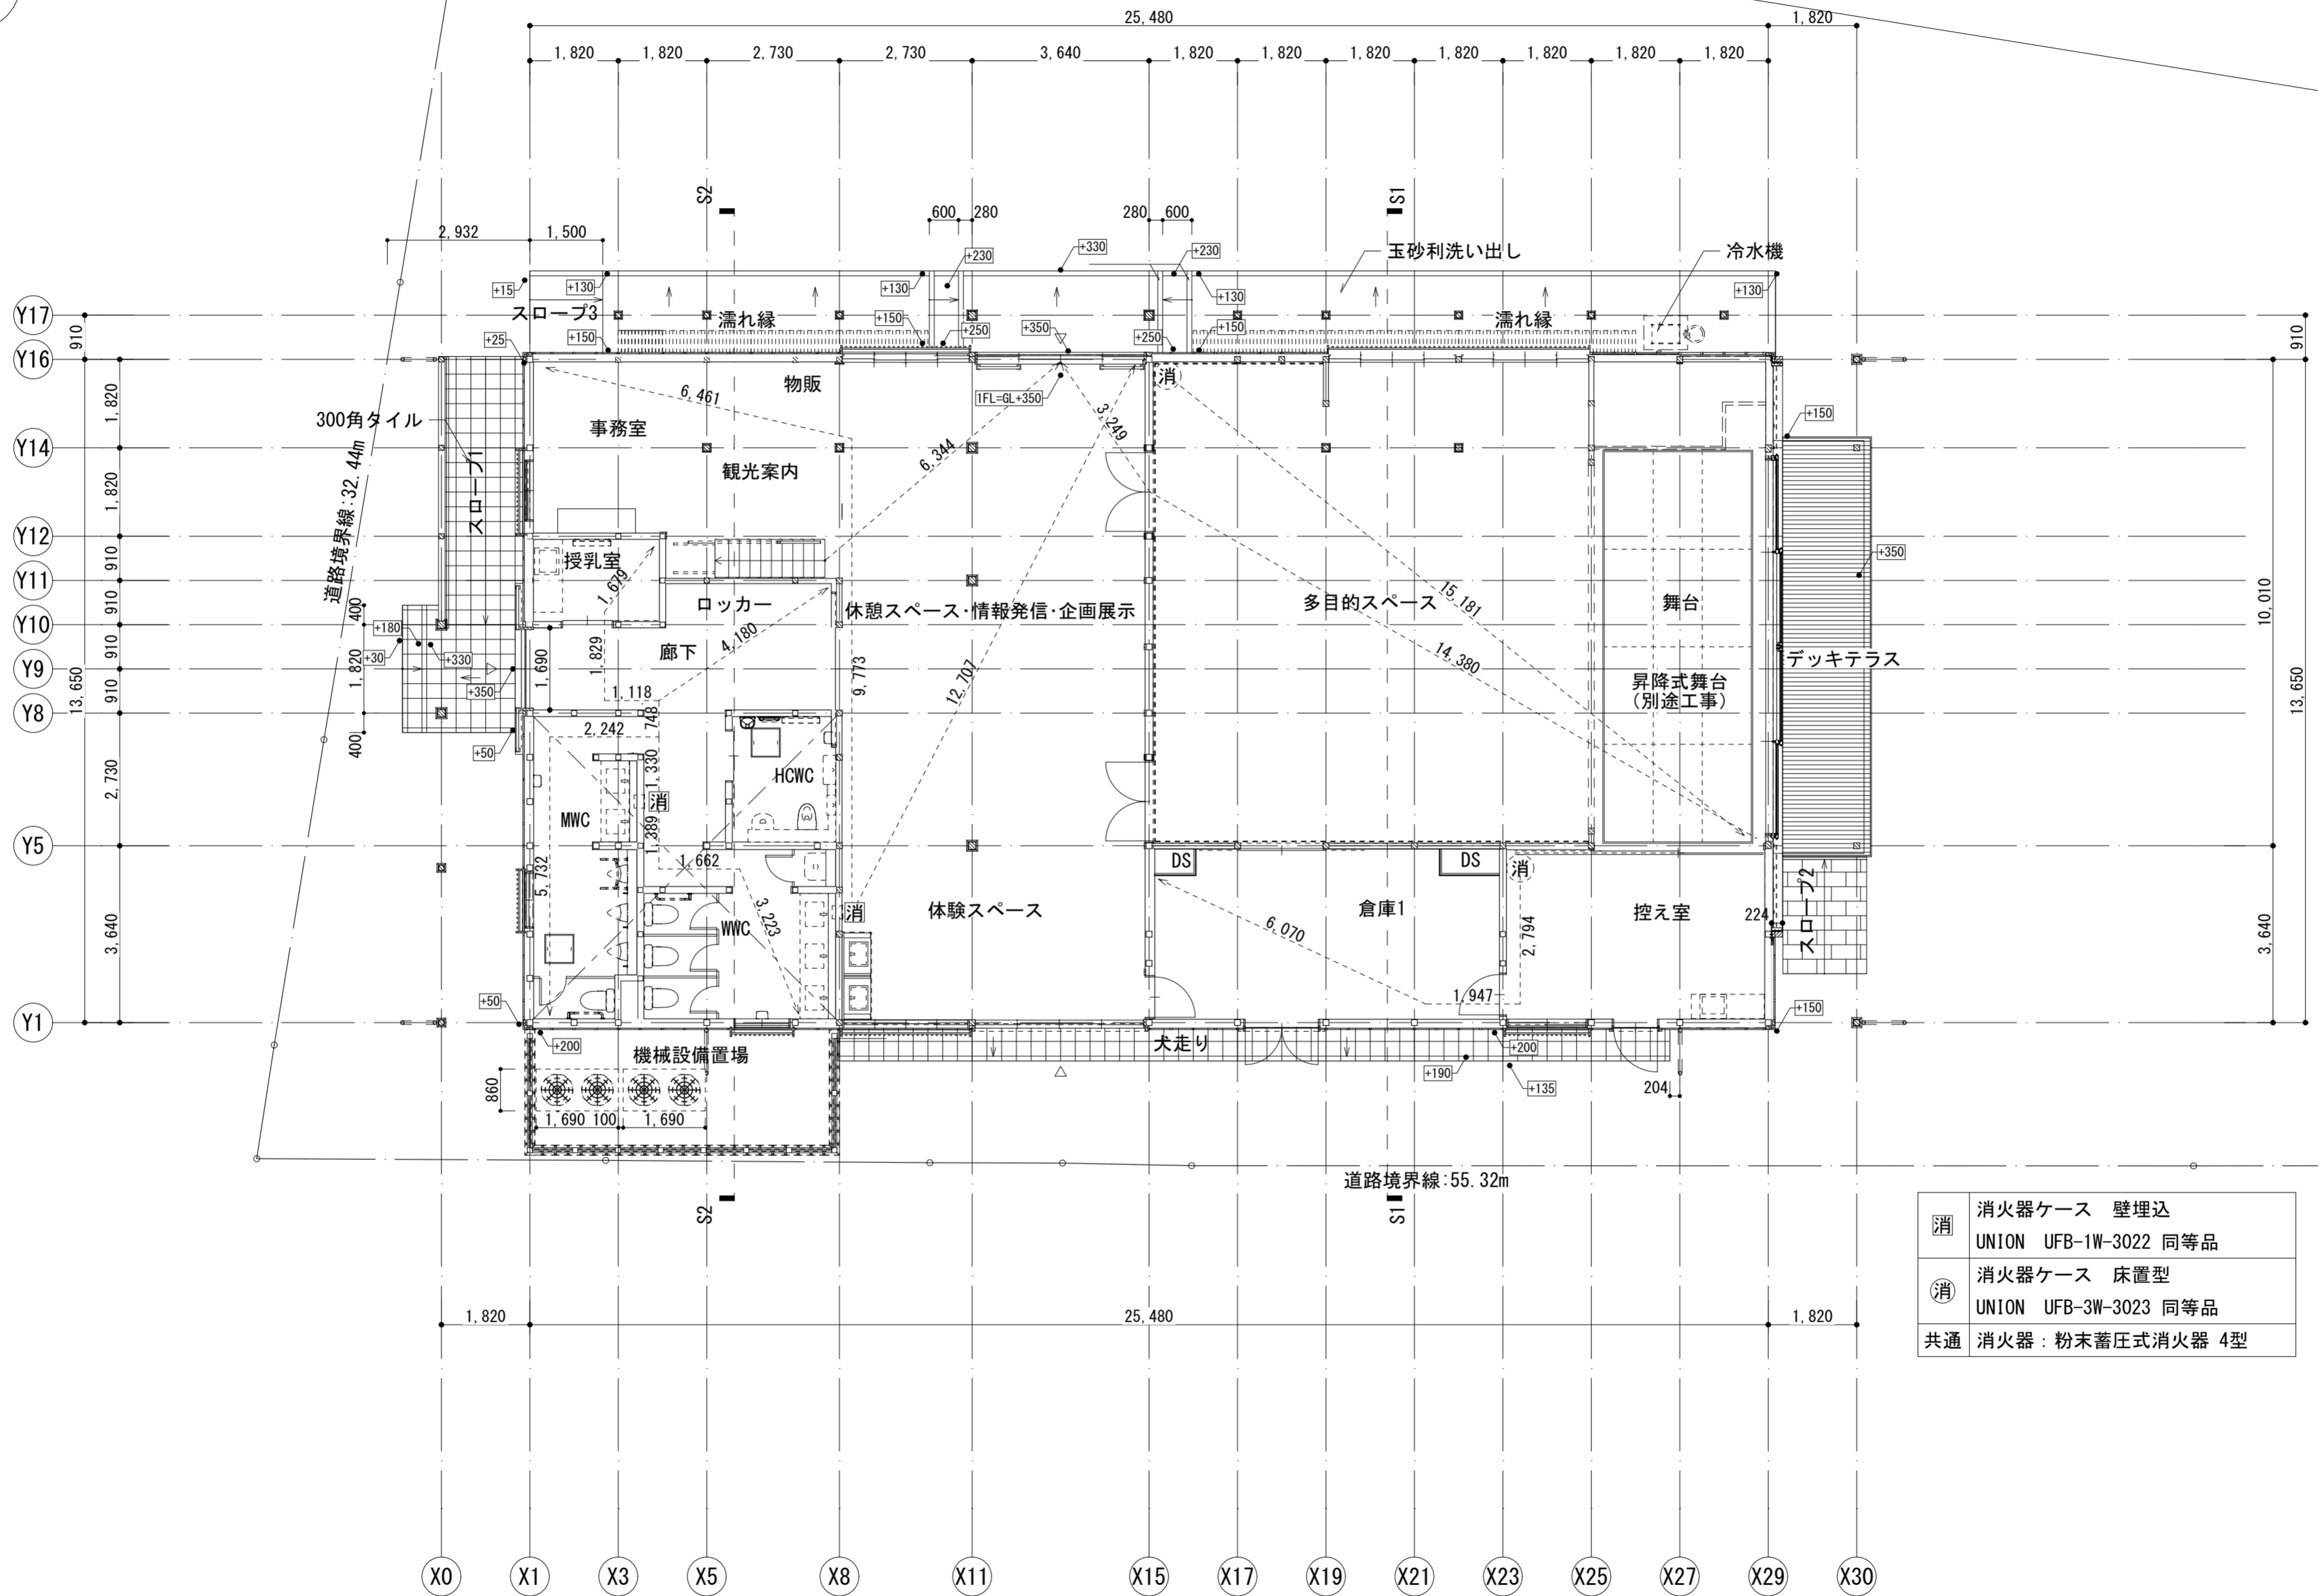 25,480
1,820
1,820
1,820
2,730
2,730
3,640
1,820
1,820
1,820
1,820
1,820
1,820
1,820
S2
S1
600
280
280
600
2,932
1,500
+230
+330
+230
玉砂利洗い出し
冷水機
+15
+130
+130
+130
+130
Y17
スロープ3
濡れ縁
+150
+250
+350
+250
+150
濡れ縁
910
910
+25
+150
Y16
物販
消
6,461
1FL=GL+350
3,249
1,820
300角タイル
事務室
+150
Y14
6,344
観光案内
スロープ1
1,820
道路境界線:32.44m
Y12
910
授乳室
+350
Y11
1,679
910
400
ロッカー
休憩スペース・情報発信・企画展示
多目的スペース
15,181
舞台
10,010
Y10
+180
4,180
廊下
1,829
910
+30
+330
1,690
9,773
12,707
14,380
デッキテラス
Y9
1,820
13,650
910
+350
1,118
昇降式舞台
(別途工事)
13,650
Y8
748
2,242
400
+50
1,330
HCWC
2,730
消
MWC
1,389
Y5
1,662
DS
DS
消
5,732
3,223
消
体験スペース
倉庫1
控え室
224
スロープ2
WWC
6,070
2,794
3,640
3,640
+50
1,947
+150
Y1
+200
機械設備置場
犬走り
+200
+190
+135
204
860
1,690
100
1,690
道路境界線:55.32m
S2
S1
消
消火器ケース　壁埋込
UNION　UFB-1W-3022 同等品
消
消火器ケース　床置型
UNION　UFB-3W-3023 同等品
共通
消火器：粉末蓄圧式消火器 4型
1,820
25,480
1,820
X0
X1
X3
X5
X8
X11
X15
X17
X19
X21
X23
X25
X27
X29
X30